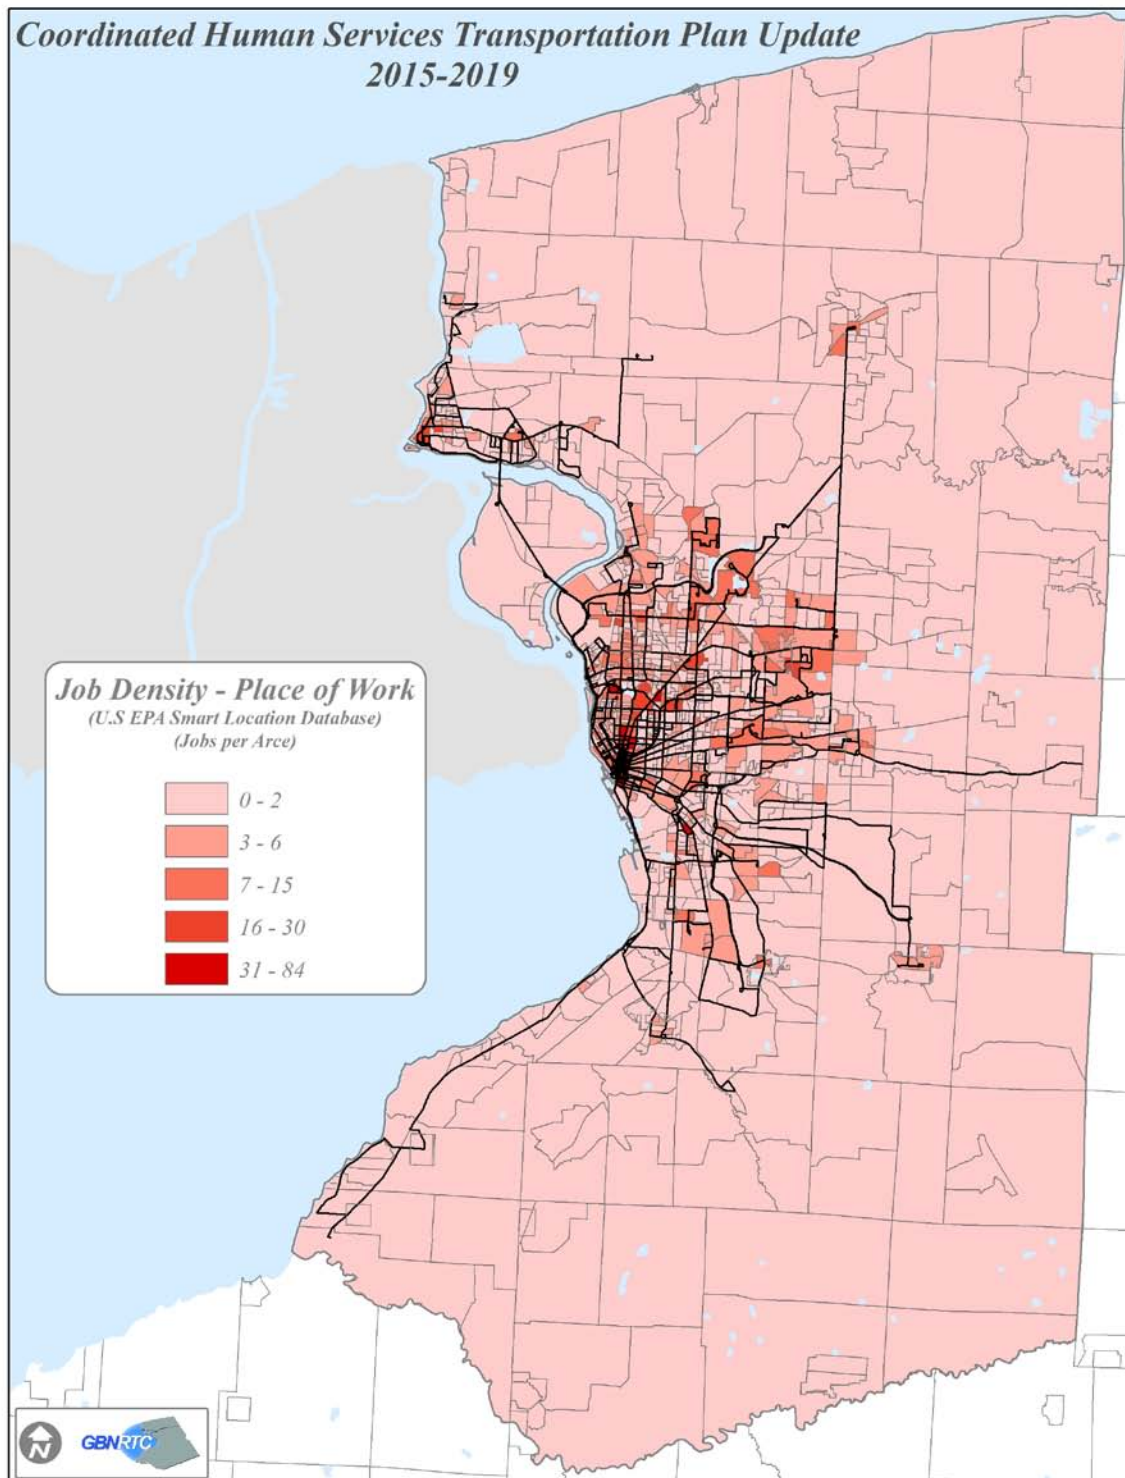 Coordinated Human Services Transportation Plan Update
2015-2019
Job Density - Place of Work
(U.S EPA Smart Location Database)
(Jobs per Arce)
0 - 2
3 - 6
7 - 15
16 - 30
31 - 84
N
GBNRTC